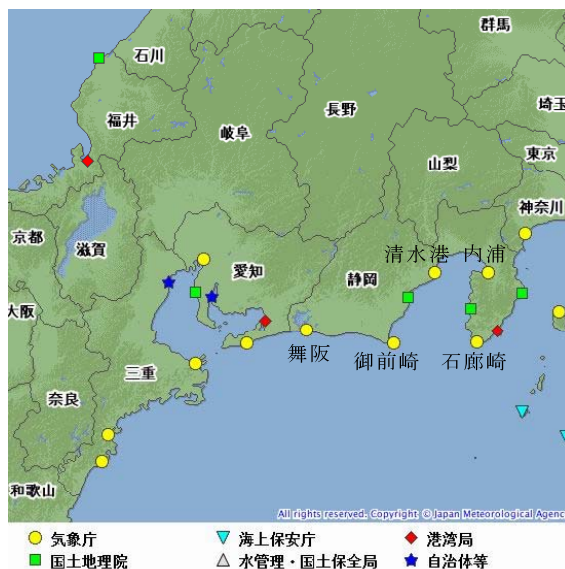 群馬
石川
埼玉
福井
長野
岐阜
東京
山梨
神奈川
京都
滋賀
清水港 内浦
愛知
静岡
大阪
舞阪
御前崎
石廊崎
三重
奈良
和歌山
All rights reserved. Copyright © Japan Meteorological Agenc
気象庁 海上保安庁 港湾局
国土地理院 水管理・国土保全局 自治体等